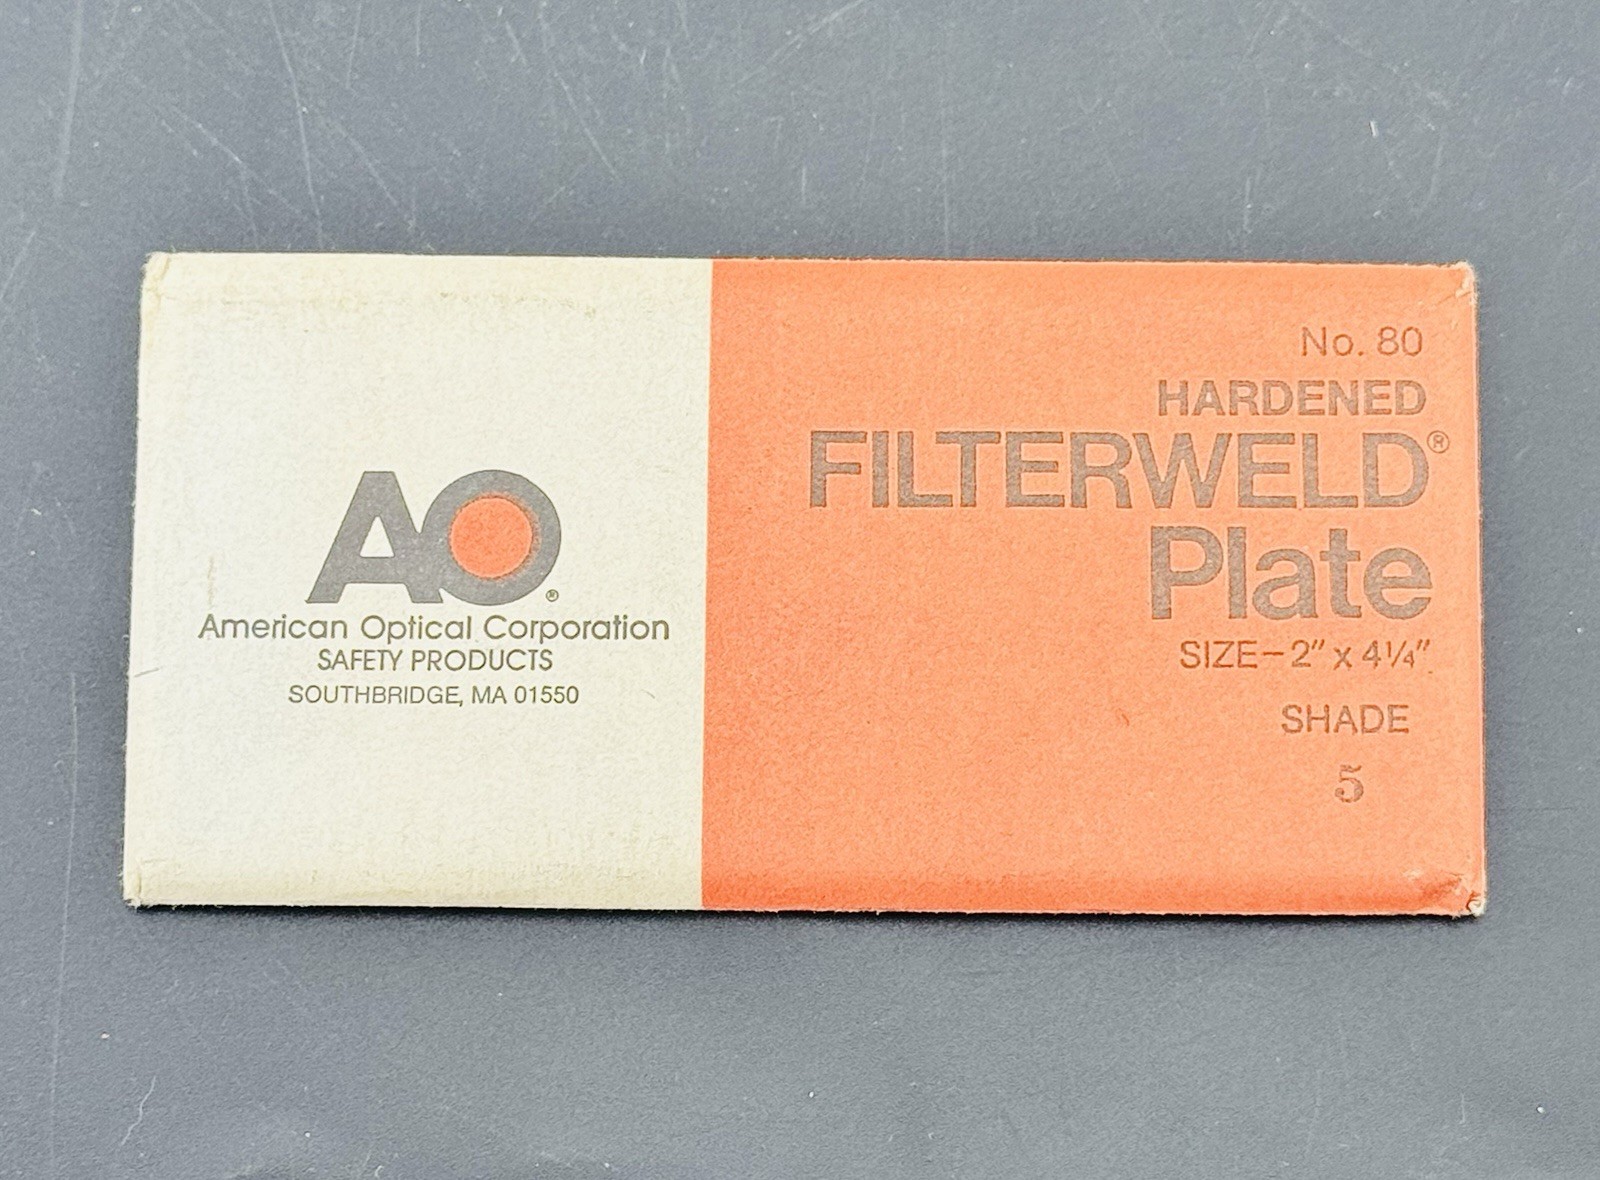 AO®
American Optical Corporation
SAFETY PRODUCTS
SOUTHBRIDGE, MA 01550
No. 80
HARDENED
FILTERWELD®
Plate
SIZE–2" x 4¼"
SHADE
5